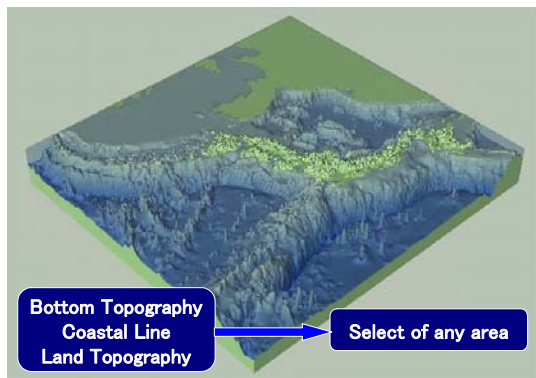 Bottom Topography
Coastal Line
Land Topography
Select of any area